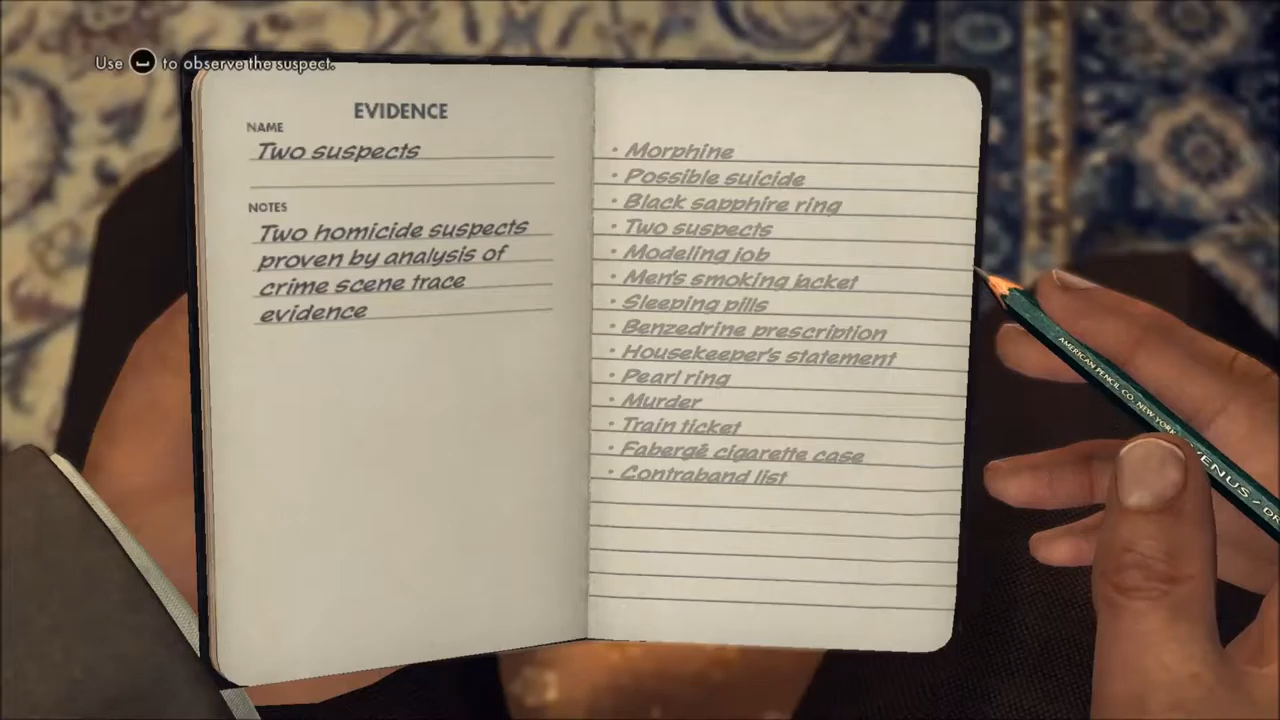 Use to observe the suspect.
EVIDENCE
NAME
Two suspects
NOTES
Two homicide suspects
proven by analysis of
crime scene trace
evidence
• Morphine
• Possible suicide
• Black sapphire ring
• Two suspects
• Modeling job
• Men's smoking jacket
• Sleeping pills
• Benzedrine prescription
• Housekeeper's statement
• Pearl ring
• Murder
• Train ticket
• Fabergé cigarette case
• Contraband list
AMERICAN PENCIL CO. NEW YORK
VENUS